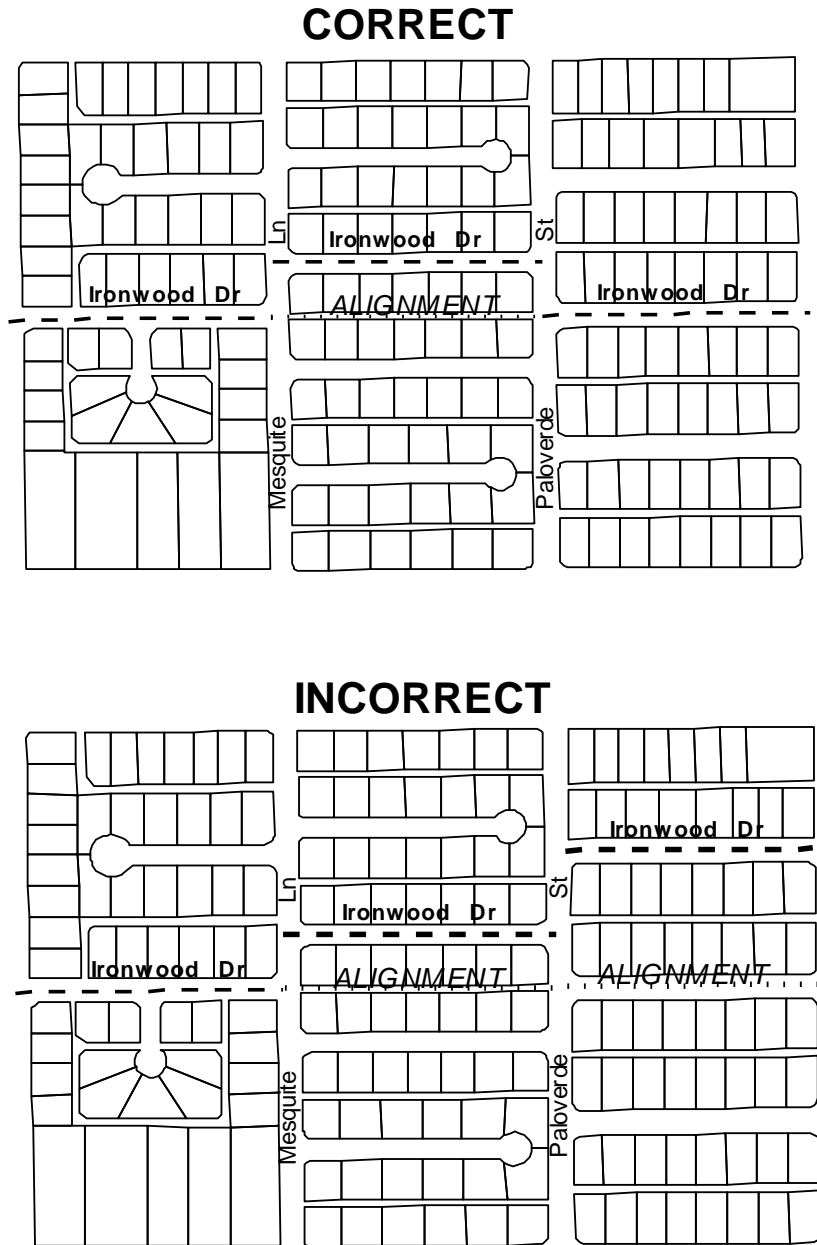 CORRECT
Ln
Ironwood Dr
St
Ironwood Dr
ALIGNMENT
Ironwood Dr
Mesquite
Paloverde
INCORRECT
Ironwood Dr
Ln
Ironwood Dr
St
Ironwood Dr
ALIGNMENT
ALIGNMENT
Mesquite
Paloverde